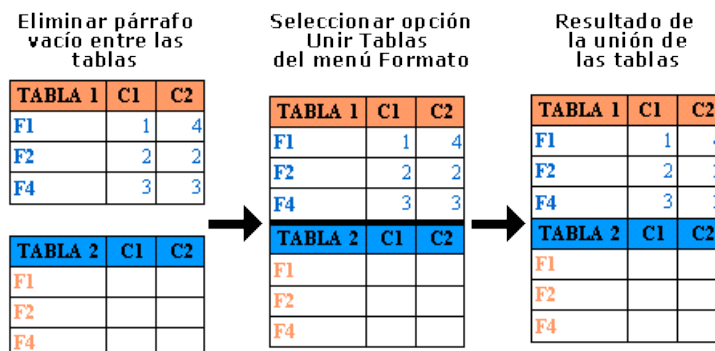 Eliminar párrafo
vacío entre las
tablas
TABLA 1 C1 C2
F1 1 4
F2 2 2
F4 3 3
TABLA 2 C1 C2
F1
F2
F4
Seleccionar opción
Unir Tablas
del menú Formato
TABLA 1 C1 C2
F1 1 4
F2 2 2
F4 3 3
TABLA 2 C1 C2
F1
F2
F4
Resultado de
la unión de
las tablas
TABLA 1 C1 C2
F1 1
F2 2
F4 3
TABLA 2 C1 C2
F1
F2
F4